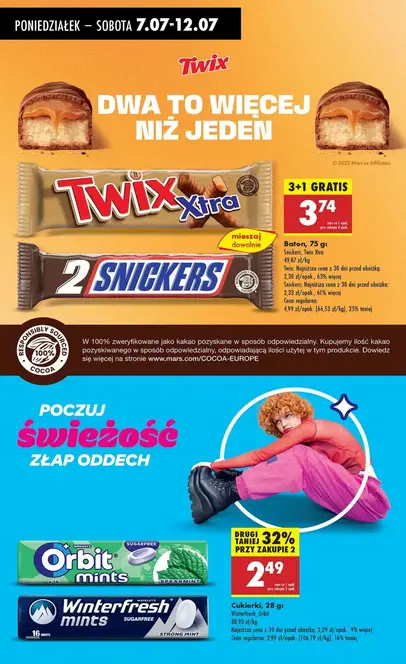 PONIEDZIAŁEK – SOBOTA 7.07-12.07
Twix
DWA TO WIĘCEJ
NIŻ JEDEN
© 2025 Mars or Affiliates
TWIX Xtra
3+1 GRATIS
3 74
mieszaj
dowolnie
2 SNICKERS
Baton, 75 g:
Snickers, Twix Xtra
49,87 zł/kg
Twix: Najniższa cena z 30 dni przed obniżką:
2,30 zł/opak., 63% więcej
Snickers: Najniższa cena z 30 dni przed obniżką:
2,33 zł/opak., 61% więcej
Cena regularna:
4,99 zł/opak. (66,53 zł/kg), 25% taniej
RESPONSIBLY SOURCED
100%
COCOA
W 100% zweryfikowane jako kakao pozyskane w sposób odpowiedzialny. Kupujemy ilość kakao
pozyskiwanego w sposób odpowiedzialny, odpowiadającą ilości użytej w tym produkcie. Dowiedz
się więcej na stronie www.mars.com/COCOA-EUROPE
POCZUJ
świeżość
ZŁAP ODDECH
DRUGI
TANIEJ 32%
PRZY ZAKUPIE 2
2 49
Orbit
SUGARFREE
mints
SPEARMINT
Winterfresh
mints
SUGARFREE
16 MINTS
STRONG MINT
Cukierki, 28 g:
Winterfresh, Orbit
88,93 zł/kg
Najniższa cena z 30 dni przed obniżką: 2,29 zł/opak., 9% więcej
Cena regularna: 2,99 zł/opak. (106,79 zł/kg), 16% taniej